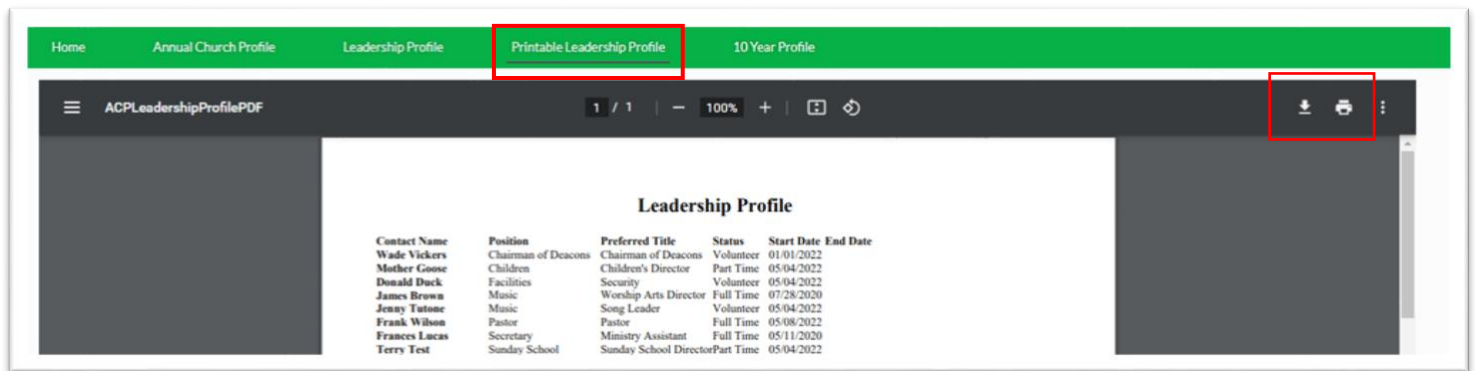 Home Annual Church Profile Leadership Profile Printable Leadership Profile 10 Year Profile
ACPLeadershipProfilePDF 1 / 1 100%
Leadership Profile
Contact Name Position Preferred Title Status Start Date End Date
Wade Vickers Chairman of Deacons Chairman of Deacons Volunteer 01/01/2022
Mother Goose Children Children's Director Part Time 05/04/2022
Donald Duck Facilities Security Volunteer 05/04/2022
James Brown Music Worship Arts Director Full Time 07/28/2020
Jenny Tutone Music Song Leader Volunteer 05/04/2022
Frank Wilson Pastor Pastor Full Time 05/08/2022
Frances Lucas Secretary Ministry Assistant Full Time 05/11/2020
Terry Test Sunday School Sunday School DirectorPart Time 05/04/2022